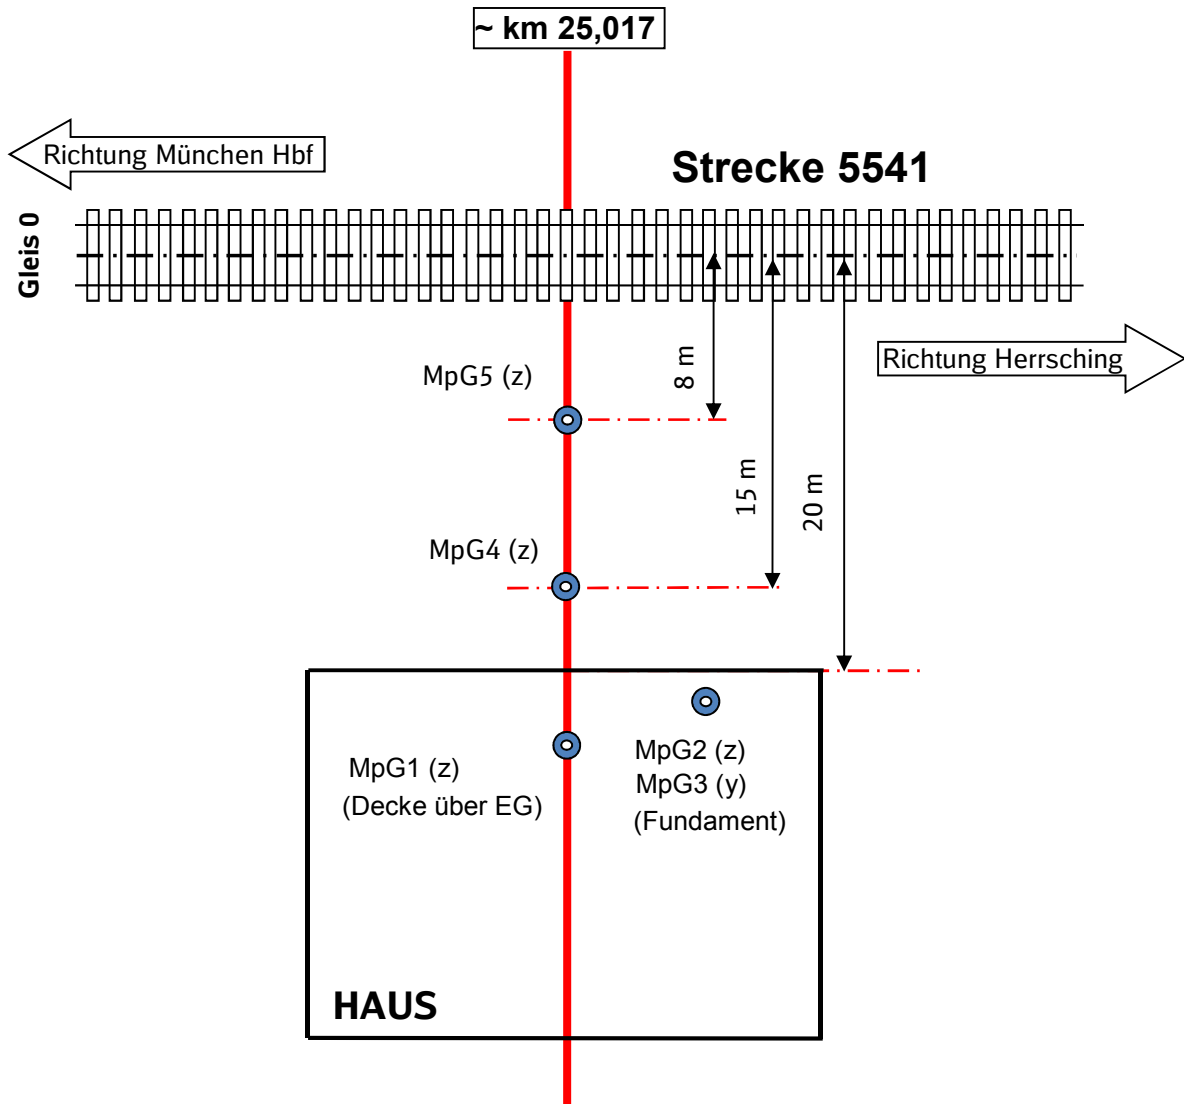 ~ km 25,017
Richtung München Hbf
Strecke 5541
Gleis 0
Richtung Herrsching
MpG5 (z)
8 m
15 m
20 m
MpG4 (z)
MpG1 (z)
(Decke über EG)
MpG2 (z)
MpG3 (y)
(Fundament)
HAUS